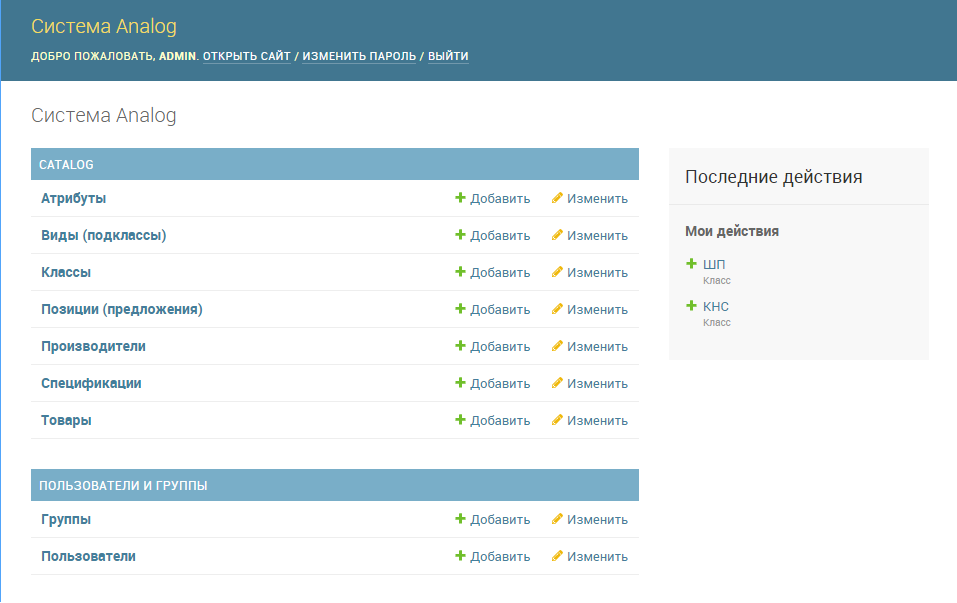 Система Analog
ДОБРО ПОЖАЛОВАТЬ, ADMIN. ОТКРЫТЬ САЙТ / ИЗМЕНИТЬ ПАРОЛЬ / ВЫЙТИ
Система Analog
CATALOG
Атрибуты Добавить Изменить
Виды (подклассы) Добавить Изменить
Классы Добавить Изменить
Позиции (предложения) Добавить Изменить
Производители Добавить Изменить
Спецификации Добавить Изменить
Товары Добавить Изменить
ПОЛЬЗОВАТЕЛИ И ГРУППЫ
Группы Добавить Изменить
Пользователи Добавить Изменить
Последние действия
Мои действия
ШП
Класс
КНС
Класс